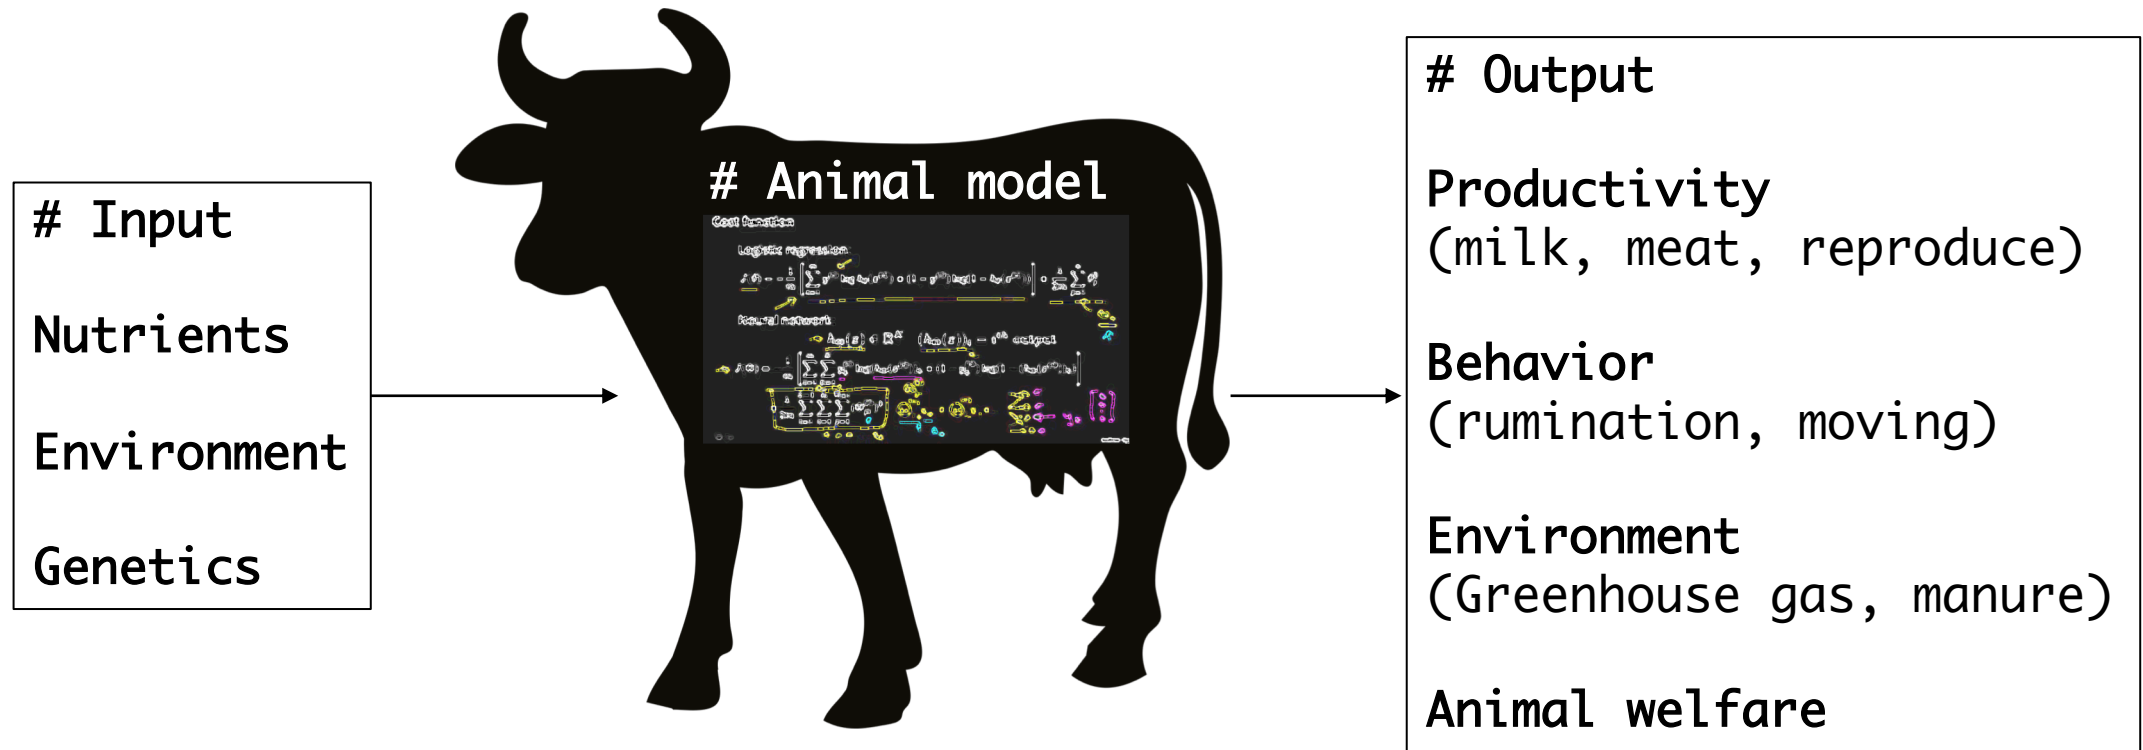 # Input
Nutrients
Environment
Genetics
# Animal model
Cost function
Logistic regression:
Neural network:
# Output
Productivity
(milk, meat, reproduce)
Behavior
(rumination, moving)
Environment
(Greenhouse gas, manure)
Animal welfare